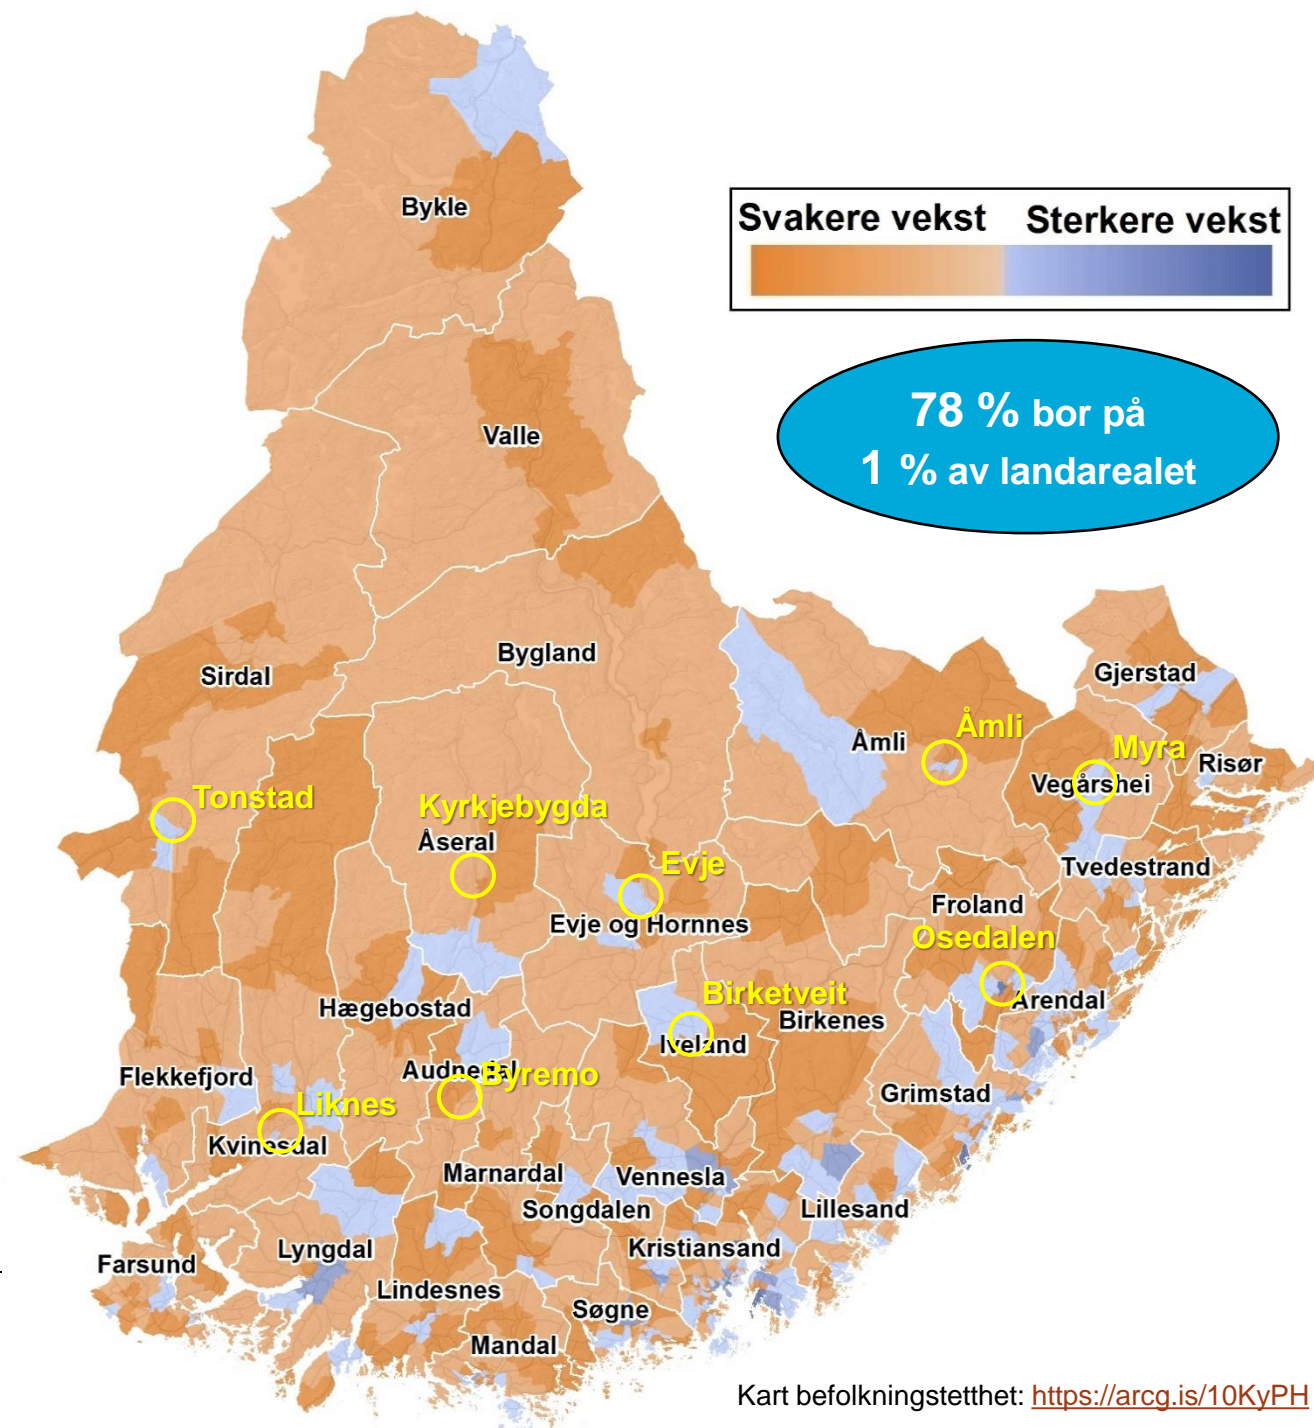 Bykle
Svakere vekst Sterkere vekst
78 % bor på
1 % av landarealet
Valle
Bygland
Sirdal
Gjerstad
Åmli
Åmli
Myra
Risør
Vegårshei
Tonstad
Kyrkjebygda
Åseral
Evje
Tvedestrand
Froland
Evje og Hornnes
Osedalen
Birketveit
Arendal
Hægebostad
Birkenes
Iveland
Audnedal
Byremo
Flekkefjord
Grimstad
Liknes
Kvinesdal
Marnardal
Vennesla
Songdalen
Lillesand
Lyngdal
Kristiansand
Farsund
Lindesnes
Søgne
Mandal
Kart befolkningstetthet: https://arcg.is/10KyPH